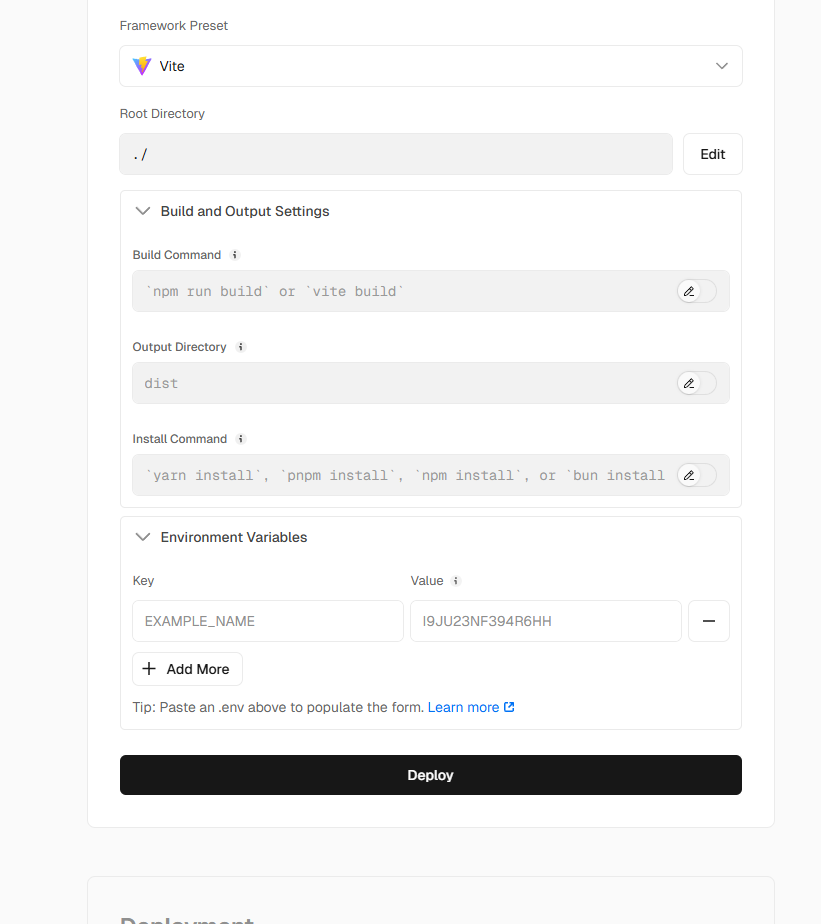 Framework Preset
Vite
Root Directory
./
Edit
Build and Output Settings
Build Command
`npm run build` or `vite build`
Output Directory
dist
Install Command
`yarn install`, `pnpm install`, `npm install`, or `bun install
Environment Variables
Key
Value
EXAMPLE_NAME
I9JU23NF394R6HH
Add More
Tip: Paste an .env above to populate the form. Learn more
Deploy
Deployment